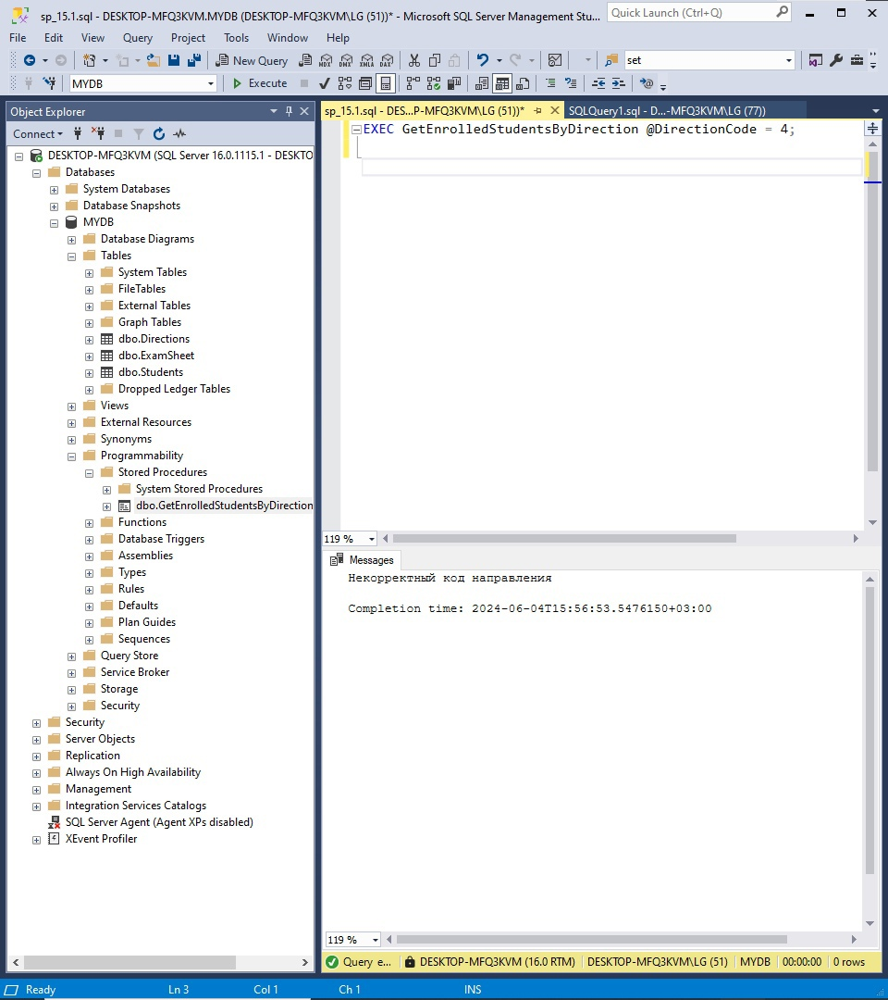 sp_15.1.sql - DESKTOP-MFQ3KVM.MYDB (DESKTOP-MFQ3KVM\LG (51))* - Microsoft SQL Server Management Stu...
Quick Launch (Ctrl+Q)
File Edit View Query Project Tools Window Help
New Query MDX DMX XMLA DAX set
MYDB Execute
Object Explorer
Connect
DESKTOP-MFQ3KVM (SQL Server 16.0.1115.1 - DESKTO
Databases
System Databases
Database Snapshots
MYDB
Database Diagrams
Tables
System Tables
FileTables
External Tables
Graph Tables
dbo.Directions
dbo.ExamSheet
dbo.Students
Dropped Ledger Tables
Views
External Resources
Synonyms
Programmability
Stored Procedures
System Stored Procedures
dbo.GetEnrolledStudentsByDirection
Functions
Database Triggers
Assemblies
Types
Rules
Defaults
Plan Guides
Sequences
Query Store
Service Broker
Storage
Security
Security
Server Objects
Replication
Always On High Availability
Management
Integration Services Catalogs
SQL Server Agent (Agent XPs disabled)
XEvent Profiler
sp_15.1.sql - DES...P-MFQ3KVM\LG (51))* SQLQuery1.sql - D...-MFQ3KVM\LG (77))
EXEC GetEnrolledStudentsByDirection @DirectionCode = 4;
119 %
Messages
Некорректный код направления
Completion time: 2024-06-04T15:56:53.5476150+03:00
119 %
Query e... DESKTOP-MFQ3KVM (16.0 RTM) DESKTOP-MFQ3KVM\LG (51) MYDB 00:00:00 0 rows
Ready Ln 3 Col 1 Ch 1 INS